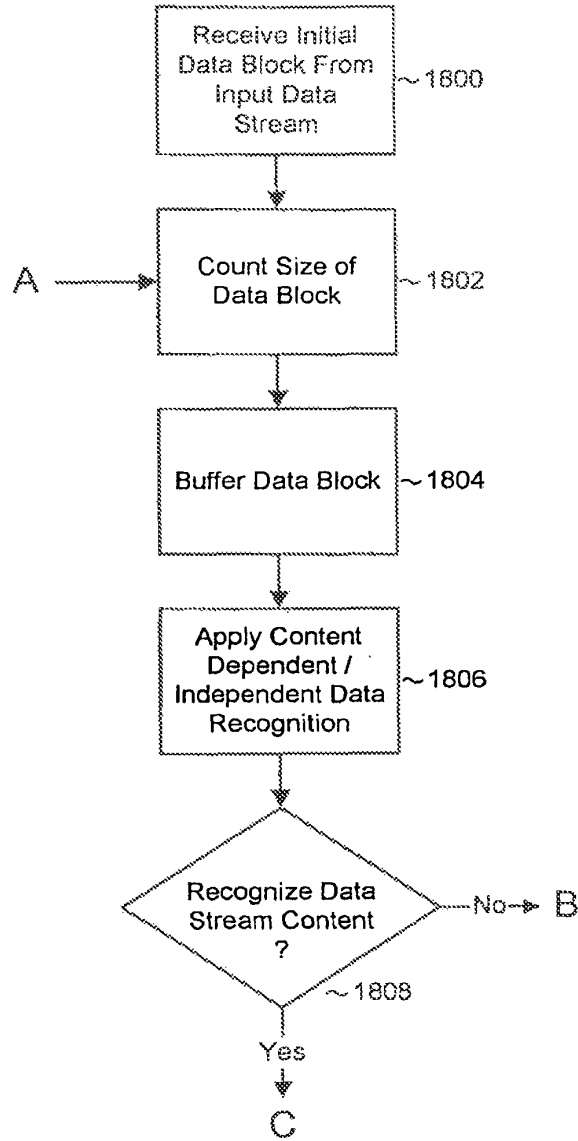 Receive Initial
Data Block From
Input Data
Stream
~1800
A
Count Size of
Data Block
~1802
Buffer Data Block
~1804
Apply Content
Dependent /
Independent Data
Recognition
~1806
Recognize Data
Stream Content
?
No
B
~1808
Yes
C